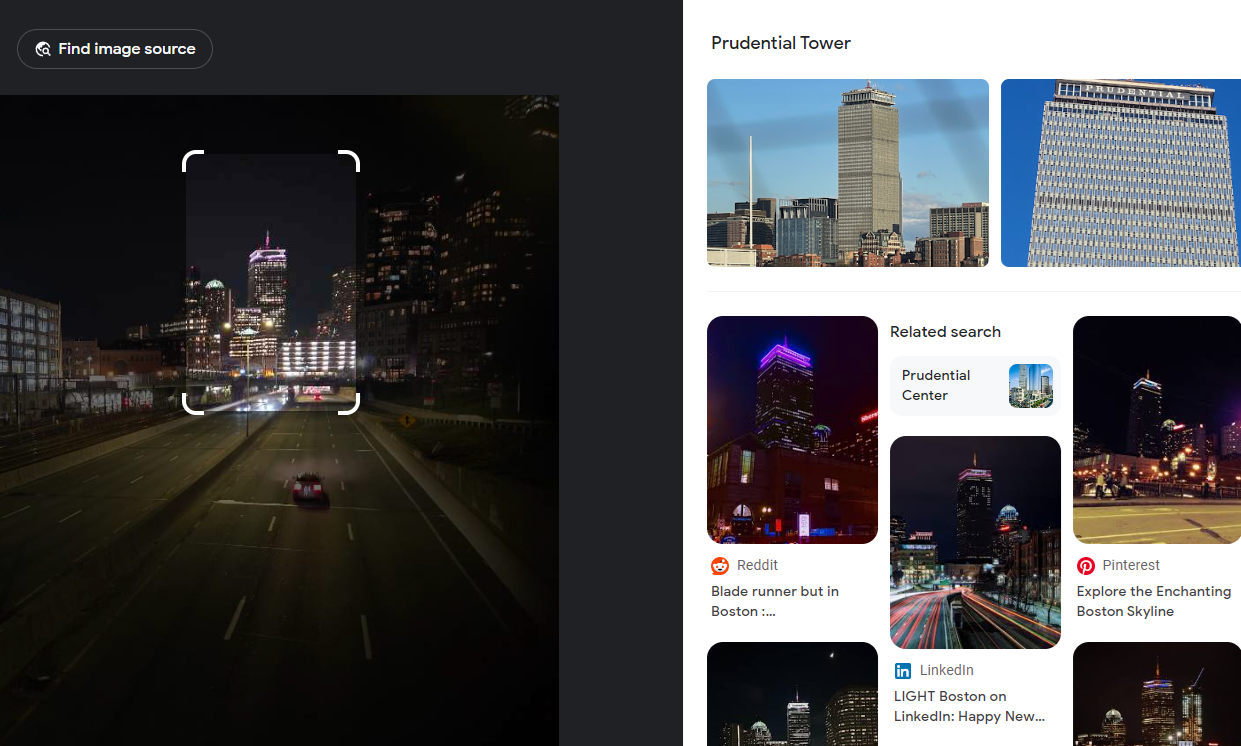 Find image source
Prudential Tower
PRUDENTIAL
Related search
Prudential
Center
Reddit
Blade runner but in
Boston :...
LinkedIn
LIGHT Boston on
LinkedIn: Happy New...
Pinterest
Explore the Enchanting
Boston Skyline